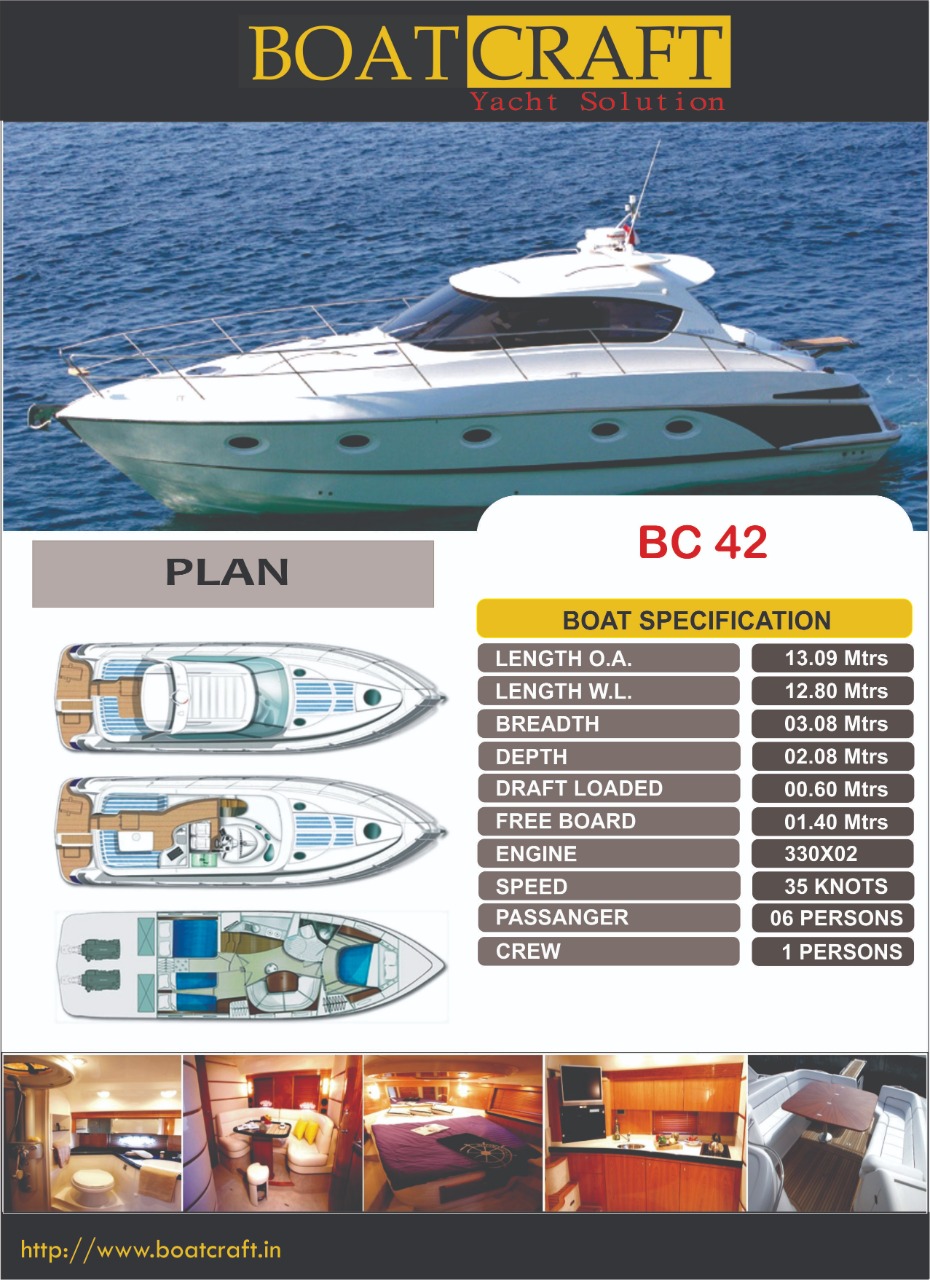 BOATCRAFT
Yacht Solution
BC 42
PLAN
BOAT SPECIFICATION
LENGTH O.A. 13.09 Mtrs
LENGTH W.L. 12.80 Mtrs
BREADTH 03.08 Mtrs
DEPTH 02.08 Mtrs
DRAFT LOADED 00.60 Mtrs
FREE BOARD 01.40 Mtrs
ENGINE 330X02
SPEED 35 KNOTS
PASSANGER 06 PERSONS
CREW 1 PERSONS
http://www.boatcraft.in